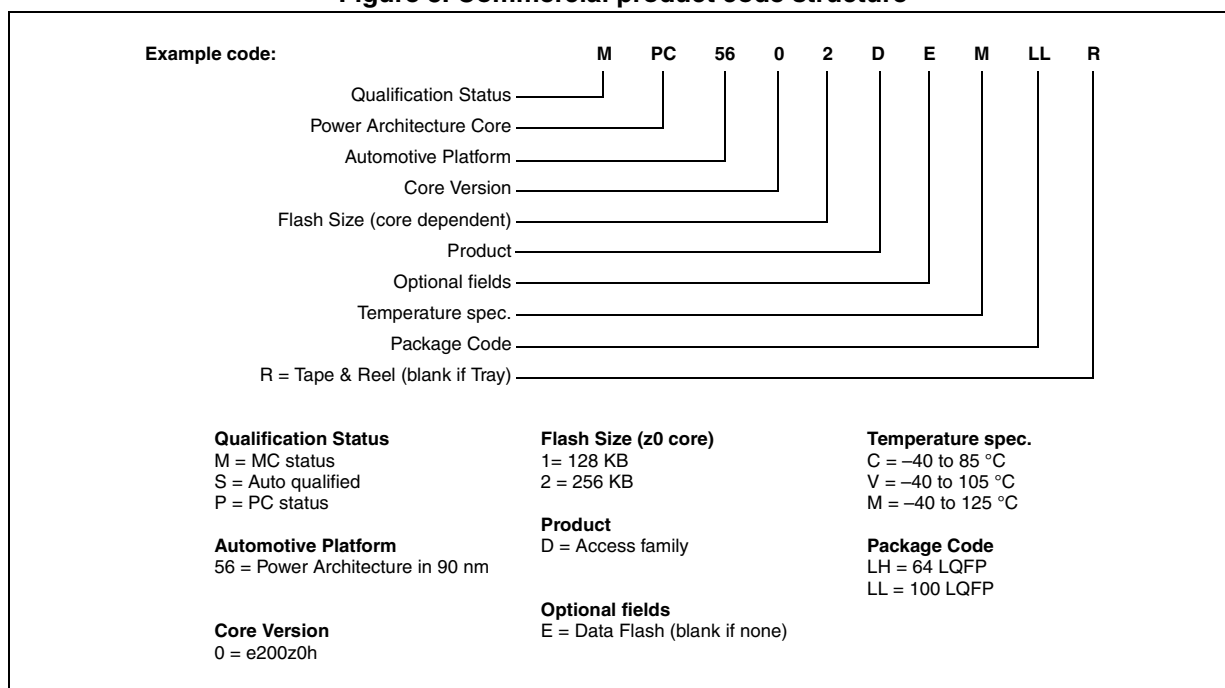 Figure 5. Commercial product code structure
Example code: M PC 56 0 2 D E M LL R
Qualification Status
Power Architecture Core
Automotive Platform
Core Version
Flash Size (core dependent)
Product
Optional fields
Temperature spec.
Package Code
R = Tape & Reel (blank if Tray)
Qualification Status
M = MC status
S = Auto qualified
P = PC status
Automotive Platform
56 = Power Architecture in 90 nm
Core Version
0 = e200z0h
Flash Size (z0 core)
1= 128 KB
2 = 256 KB
Product
D = Access family
Optional fields
E = Data Flash (blank if none)
Temperature spec.
C = –40 to 85 °C
V = –40 to 105 °C
M = –40 to 125 °C
Package Code
LH = 64 LQFP
LL = 100 LQFP